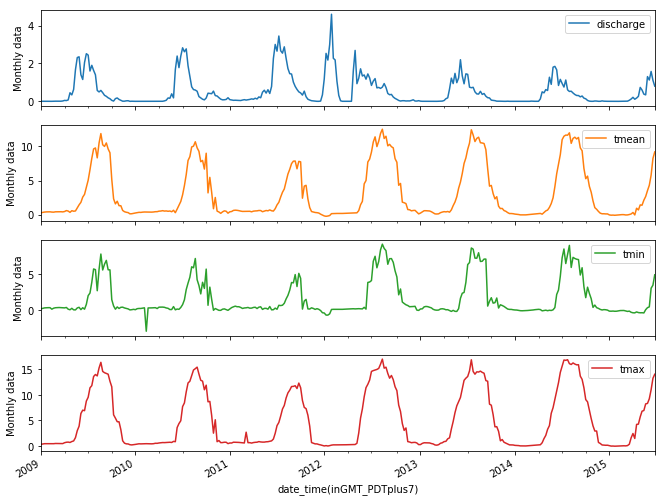 discharge
Monthly data
4
2
0
tmean
Monthly data
10
5
0
tmin
Monthly data
5
0
tmax
Monthly data
15
10
5
0
2009 2010 2011 2012 2013 2014 2015
date_time(inGMT_PDTplus7)